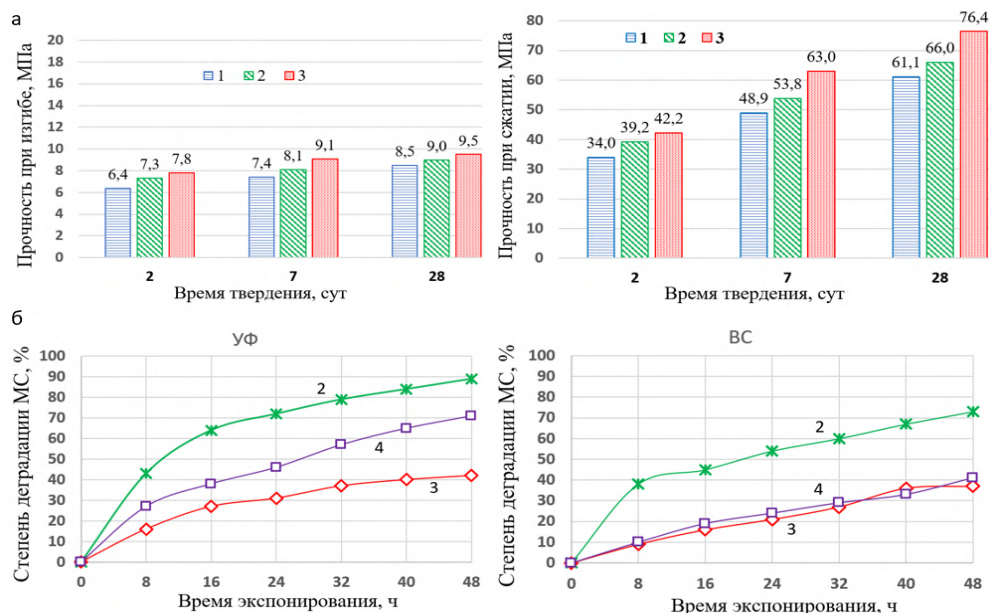 а
Прочность при изгибе, МПа
20
18
16
14
12
10
8
6
4
2
0
1 2 3
6,4 7,3 7,8 7,4 8,1 9,1 8,5 9,0 9,5
2 7 28
Время твердения, сут
Прочность при сжатии, МПа
80
70
60
50
40
30
20
10
0
1 2 3
34,0 39,2 42,2 48,9 53,8 63,0 61,1 66,0 76,4
2 7 28
Время твердения, сут
б
УФ
Степень деградации МС, %
100
90
80
70
60
50
40
30
20
10
0
2
4
3
0 8 16 24 32 40 48
Время экспонирования, ч
ВС
Степень деградации МС, %
100
90
80
70
60
50
40
30
20
10
0
2
4
3
0 8 16 24 32 40 48
Время экспонирования, ч